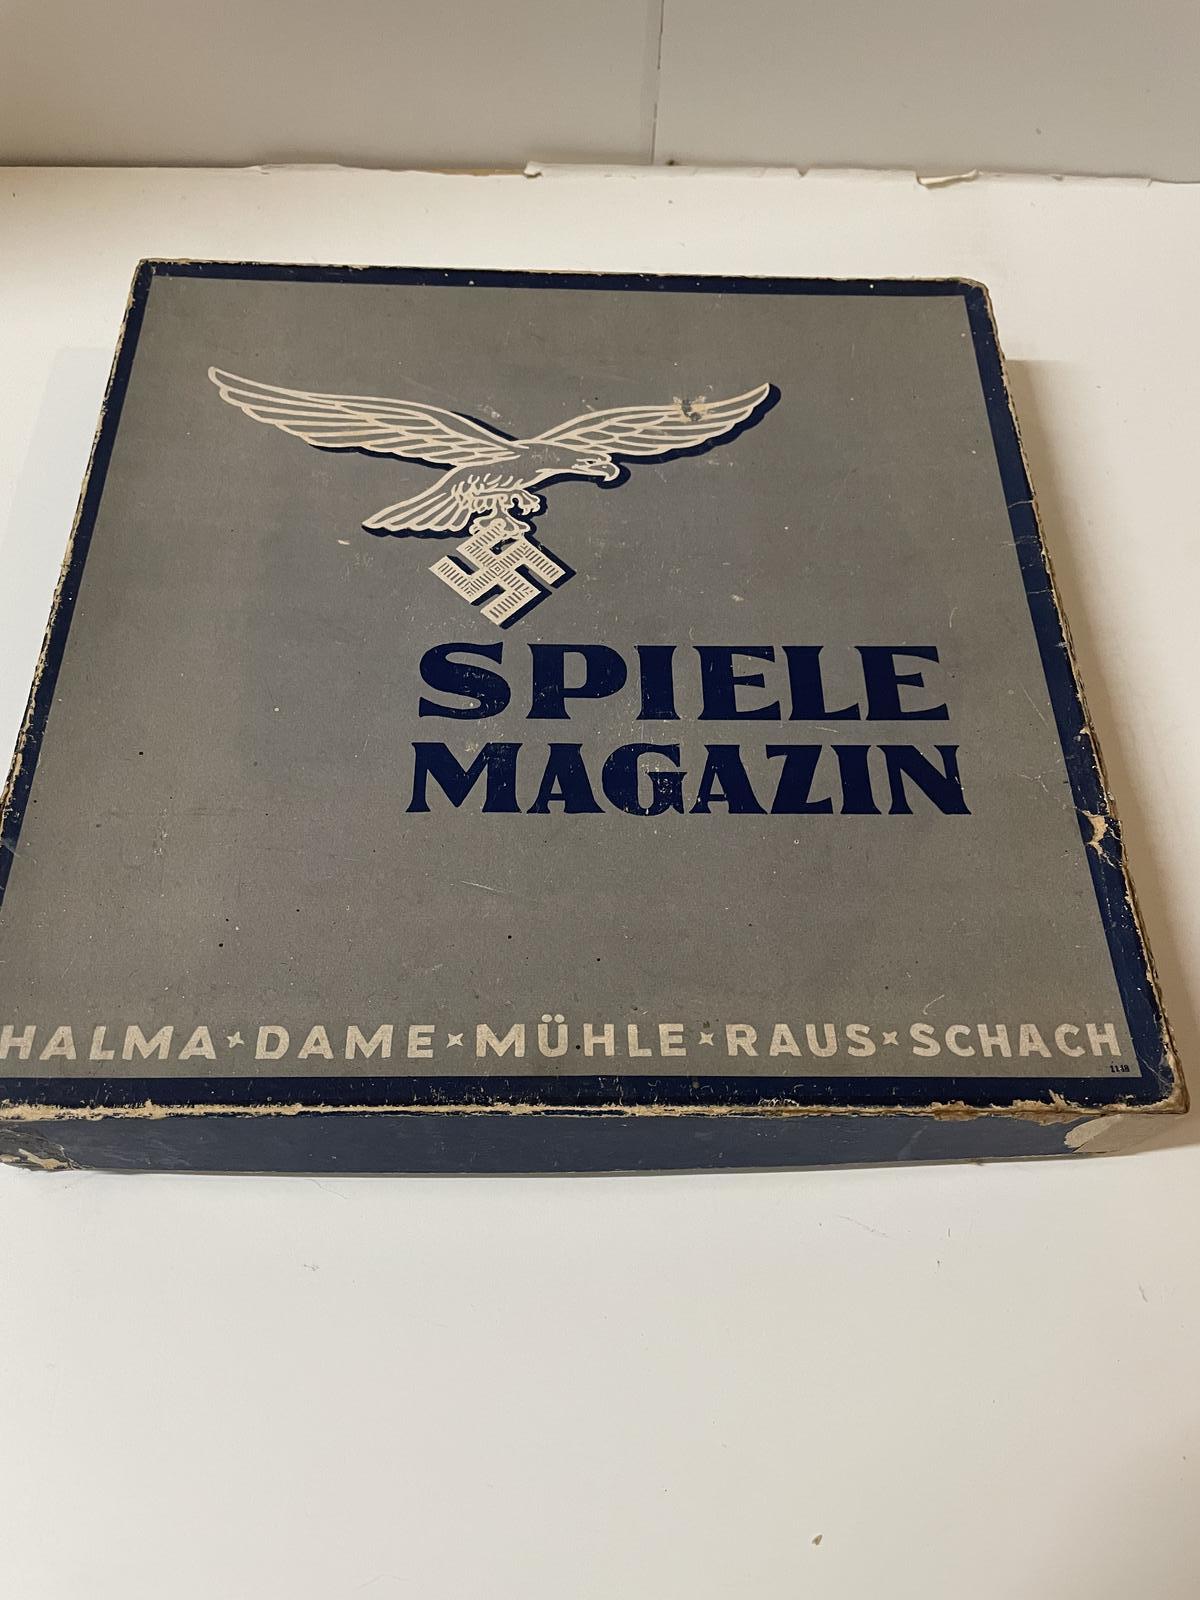 SPIELE
MAGAZIN
HALMA × DAME × MÜHLE × RAUS × SCHACH